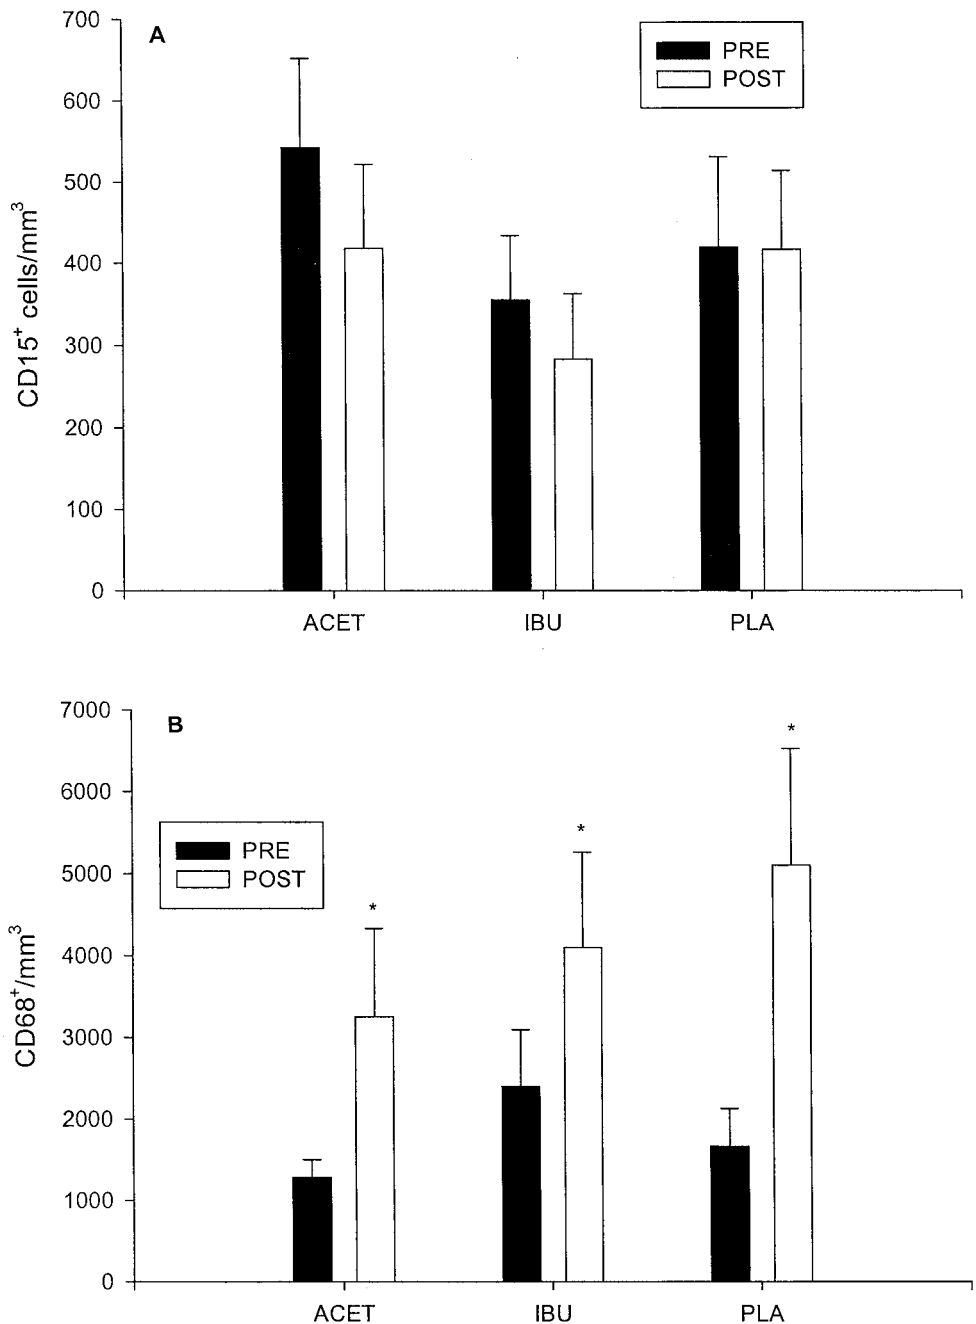 A
700
600
500
400
300
200
100
0
CD15⁺ cells/mm³
PRE
POST
ACET IBU PLA
B
7000
6000
5000
4000
3000
2000
1000
0
CD68⁺/mm³
PRE
POST
*
*
*
ACET IBU PLA